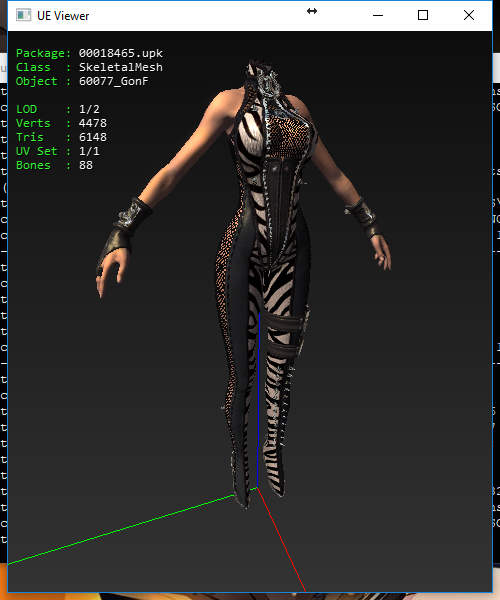 UE Viewer
Package: 00018465.upk
Class : SkeletalMesh
Object : 60077_GonF
LOD : 1/2
Verts : 4478
Tris : 6148
UV Set : 1/1
Bones : 88